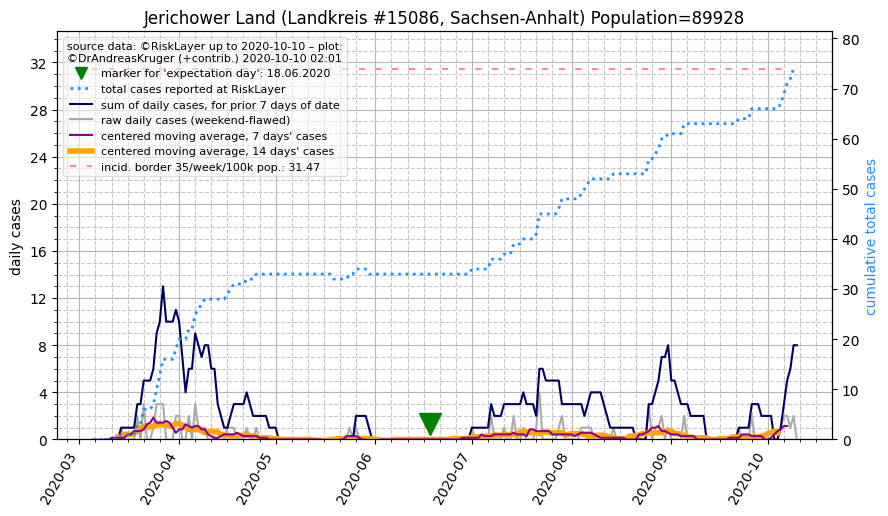 Jerichower Land (Landkreis #15086, Sachsen-Anhalt) Population=89928
source data: ©RiskLayer up to 2020-10-10 – plot:
©DrAndreasKruger (+contrib.) 2020-10-10 02:01
marker for 'expectation day': 18.06.2020
total cases reported at RiskLayer
sum of daily cases, for prior 7 days of date
raw daily cases (weekend-flawed)
centered moving average, 7 days' cases
centered moving average, 14 days' cases
incid. border 35/week/100k pop.: 31.47
daily cases
32
28
24
20
16
12
8
4
0
cumulative total cases
80
70
60
50
40
30
20
10
0
2020-03
2020-04
2020-05
2020-06
2020-07
2020-08
2020-09
2020-10